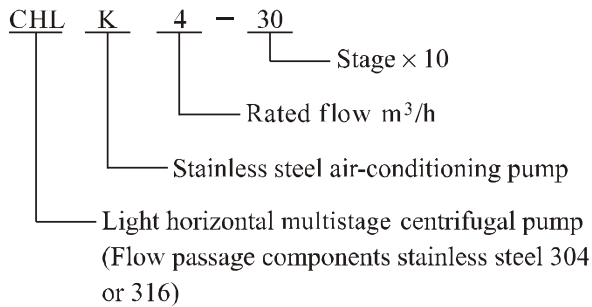 CHL K 4 - 30
Stage × 10
Rated flow m³/h
Stainless steel air-conditioning pump
Light horizontal multistage centrifugal pump
(Flow passage components stainless steel 304
or 316)